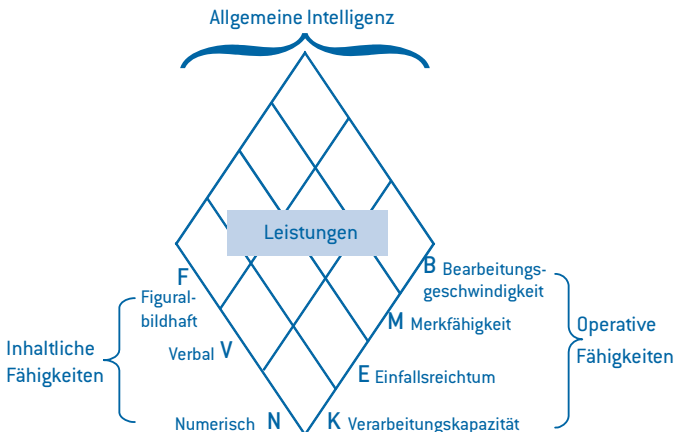 Allgemeine Intelligenz
Leistungen
F
Figural-
bildhaft
Verbal V
Numerisch N
Inhaltliche
Fähigkeiten
B Bearbeitungs-
geschwindigkeit
M Merkfähigkeit
E Einfallsreichtum
K Verarbeitungskapazität
Operative
Fähigkeiten